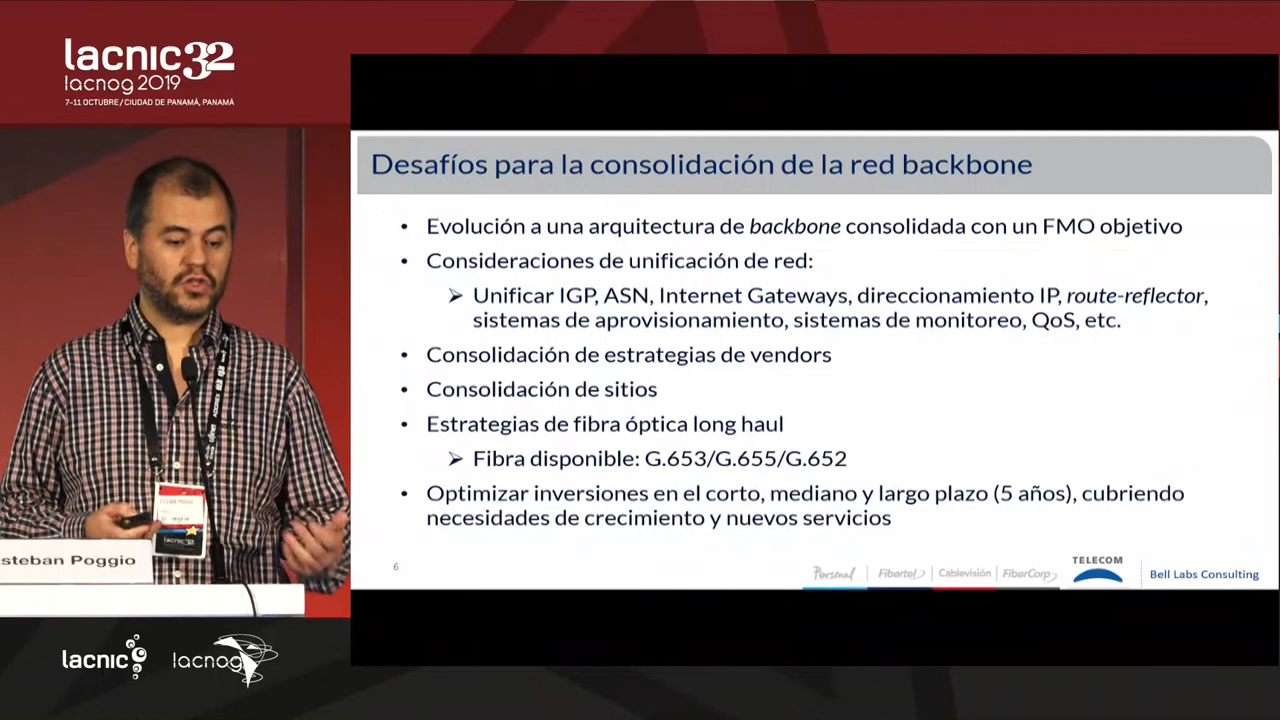 lacnic 32
lacnog 2019
7-11 OCTUBRE / CIUDAD DE PANAMÁ, PANAMÁ
Desafíos para la consolidación de la red backbone
• Evolución a una arquitectura de backbone consolidada con un FMO objetivo
• Consideraciones de unificación de red:
➢ Unificar IGP, ASN, Internet Gateways, direccionamiento IP, route-reflector,
sistemas de aprovisionamiento, sistemas de monitoreo, QoS, etc.
• Consolidación de estrategias de vendors
• Consolidación de sitios
• Estrategias de fibra óptica long haul
➢ Fibra disponible: G.653/G.655/G.652
• Optimizar inversiones en el corto, mediano y largo plazo (5 años), cubriendo
necesidades de crecimiento y nuevos servicios
6
Personal
Fibertel
Cablevisión
FiberCorp
TELECOM
Bell Labs Consulting
steban Poggio
lacnic 32
lacnic
lacnog